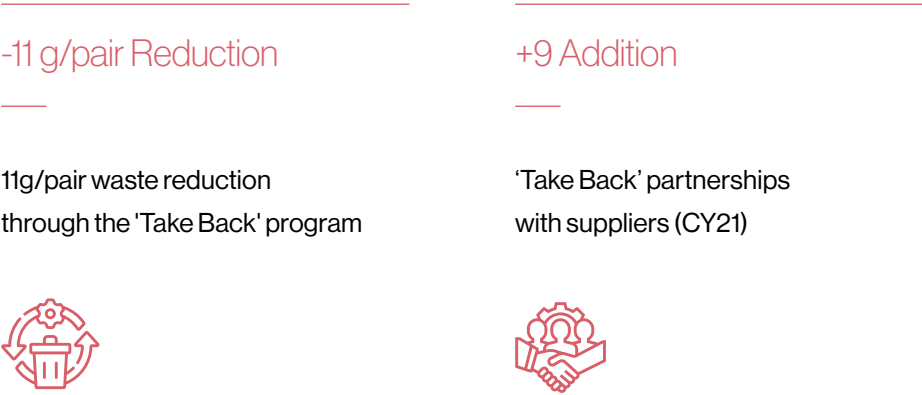 -11 g/pair Reduction
11g/pair waste reduction
through the 'Take Back' program
+9 Addition
‘Take Back’ partnerships
with suppliers (CY21)